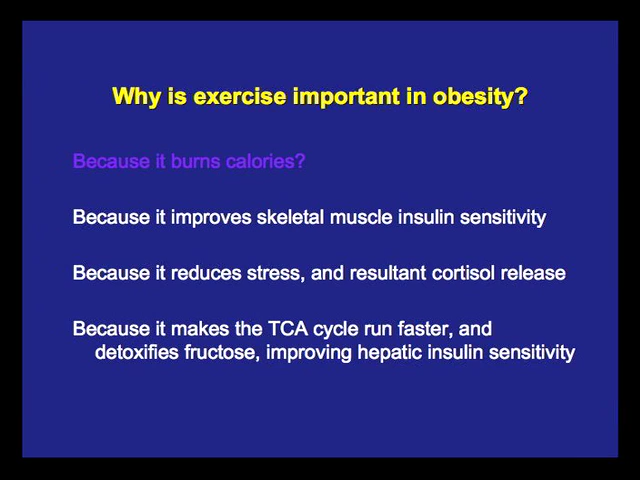 Why is exercise important in obesity?
Because it burns calories?
Because it improves skeletal muscle insulin sensitivity
Because it reduces stress, and resultant cortisol release
Because it makes the TCA cycle run faster, and
detoxifies fructose, improving hepatic insulin sensitivity